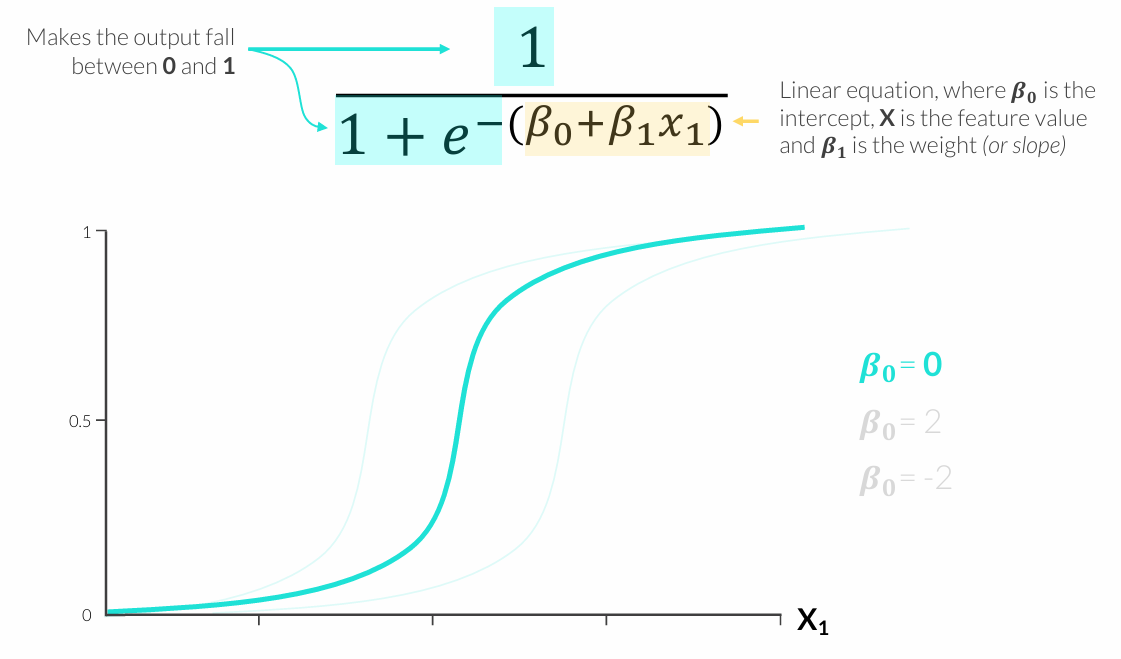 Makes the output fall
between 0 and 1
1
1 + e^−(β₀+β₁x₁)
Linear equation, where β₀ is the
intercept, X is the feature value
and β₁ is the weight (or slope)
1
0.5
0
X₁
β₀ = 0
β₀ = 2
β₀ = -2